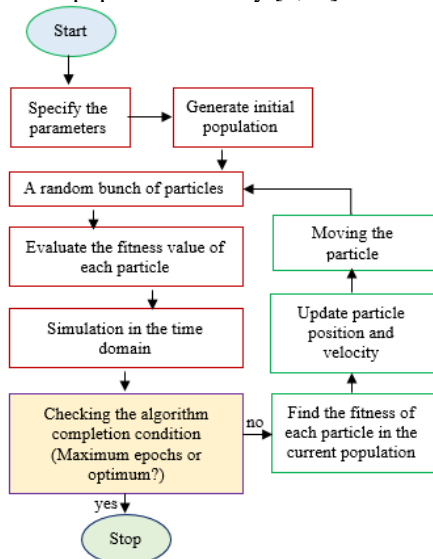 Start
Specify the
parameters
Generate initial
population
A random bunch of particles
Evaluate the fitness value of
each particle
Simulation in the time
domain
Checking the algorithm
completion condition
(Maximum epochs or
optimum?)
no
yes
Stop
Find the fitness of
each particle in the
current population
Update particle
position and
velocity
Moving the
particle